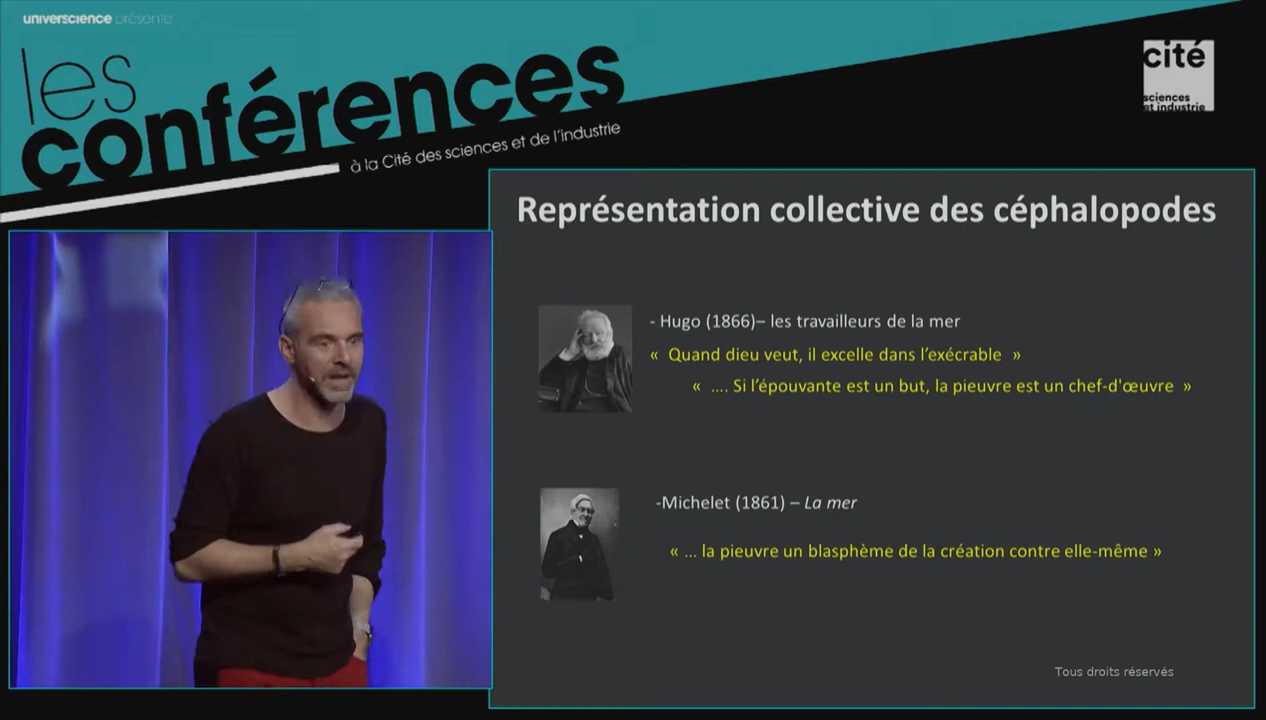 universcience présente
les
conférences
à la Cité des sciences et de l'industrie
cité
sciences
et industrie
Représentation collective des céphalopodes
- Hugo (1866)– les travailleurs de la mer
«  Quand dieu veut, il excelle dans l’exécrable  »
«  .... Si l’épouvante est un but, la pieuvre est un chef-d'œuvre  »
-Michelet (1861) – La mer
« ... la pieuvre un blasphème de la création contre elle-même »
Tous droits réservés